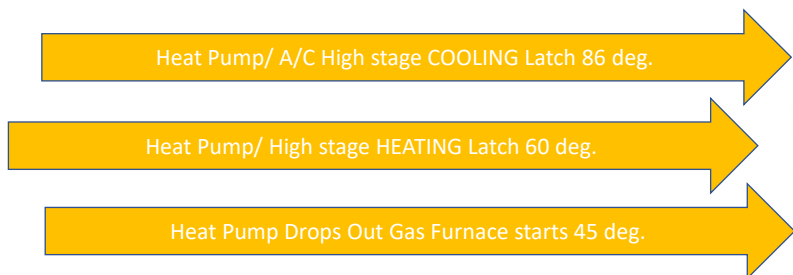 Heat Pump/ A/C High stage COOLING Latch 86 deg.
Heat Pump/ High stage HEATING Latch 60 deg.
Heat Pump Drops Out Gas Furnace starts 45 deg.